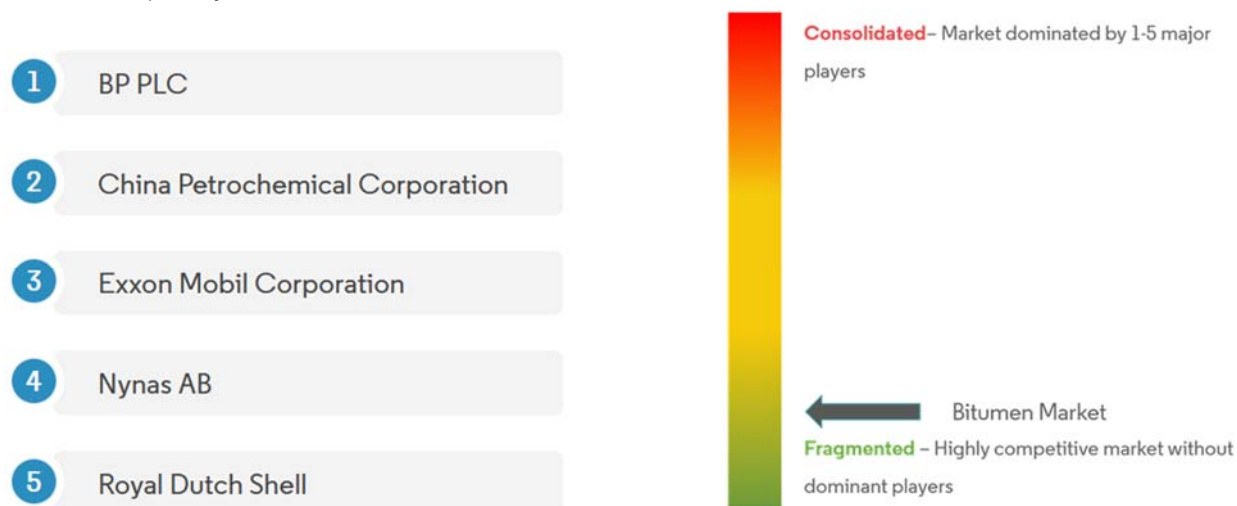 1 BP PLC
2 China Petrochemical Corporation
3 Exxon Mobil Corporation
4 Nynas AB
5 Royal Dutch Shell
Consolidated– Market dominated by 1-5 major
players
Bitumen Market
Fragmented – Highly competitive market without
dominant players